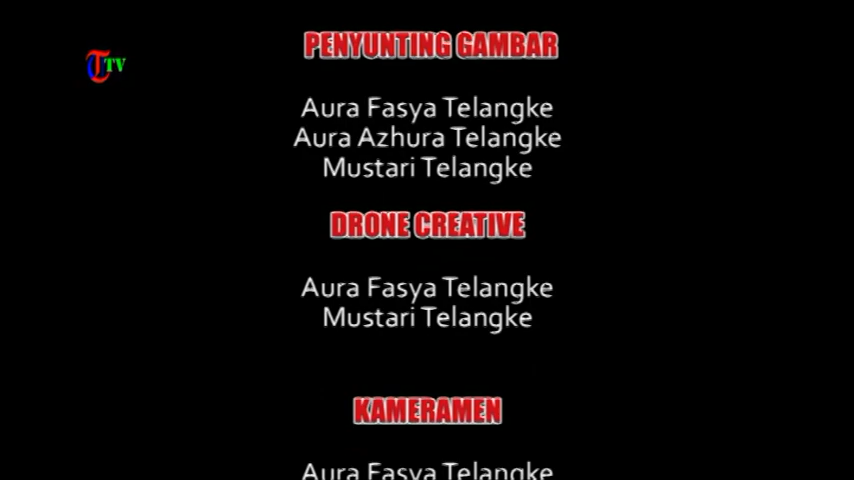 PENYUNTING GAMBAR
TTV
Aura Fasya Telangke
Aura Azhura Telangke
Mustari Telangke
DRONE CREATIVE
Aura Fasya Telangke
Mustari Telangke
KAMERAMEN
Aura Fasya Telangke